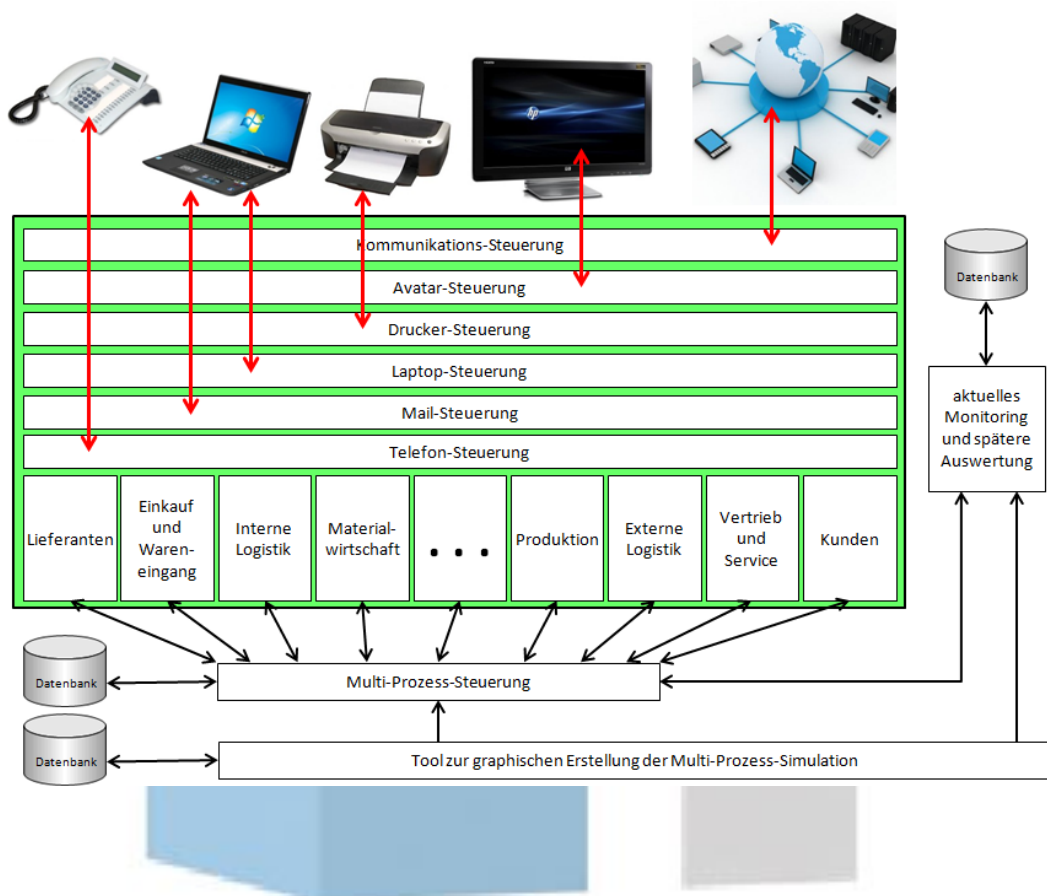 hp
Kommunikations-Steuerung
Avatar-Steuerung
Drucker-Steuerung
Laptop-Steuerung
Mail-Steuerung
Telefon-Steuerung
Lieferanten
Einkauf
und
Waren-
eingang
Interne
Logistik
Material-
wirtschaft
. . .
Produktion
Externe
Logistik
Vertrieb
und
Service
Kunden
Datenbank
aktuelles
Monitoring
und spätere
Auswertung
Datenbank
Multi-Prozess-Steuerung
Datenbank
Tool zur graphischen Erstellung der Multi-Prozess-Simulation